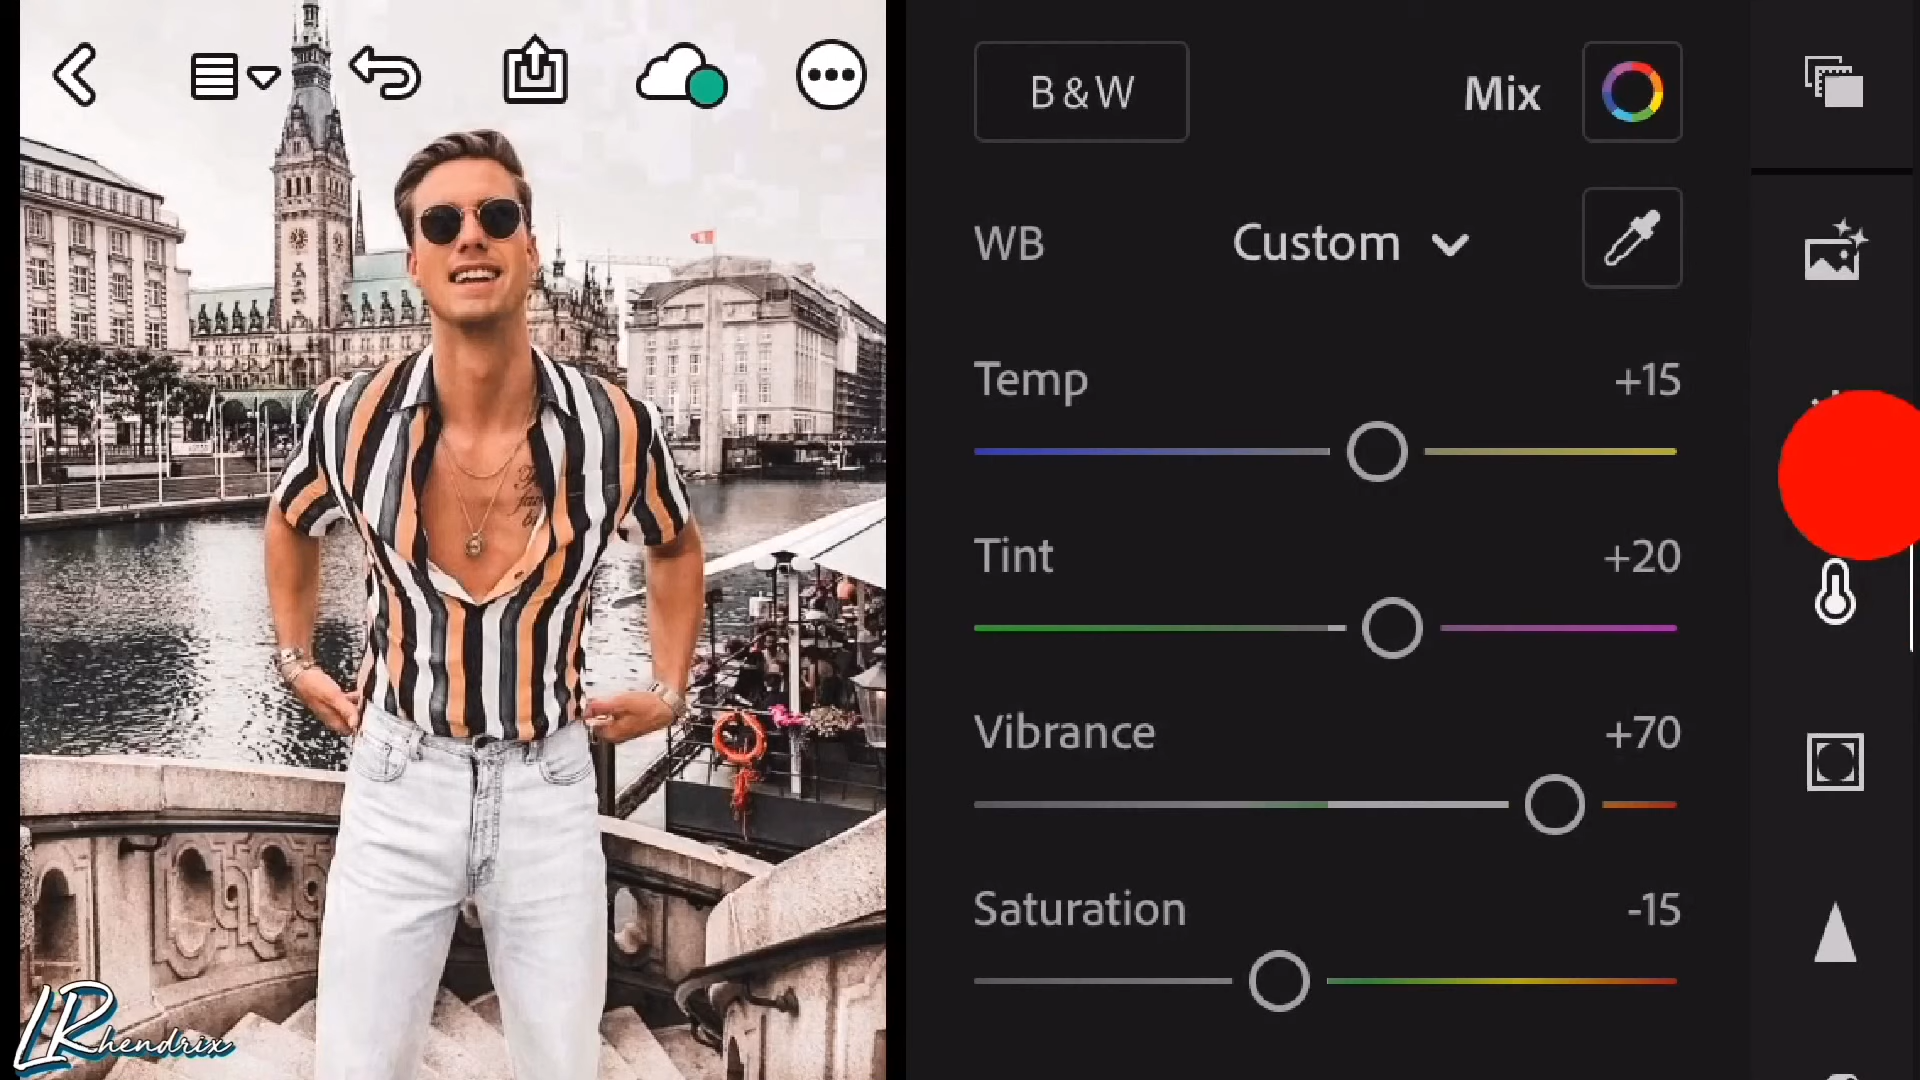 B&W
Mix
WB
Custom
Temp
+15
Tint
+20
Vibrance
+70
Saturation
-15
LRhendrix